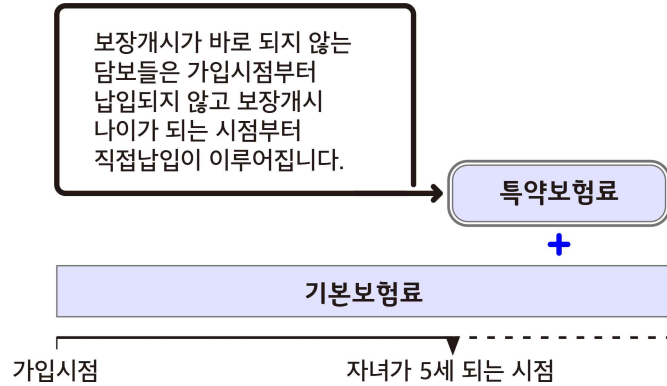 보장개시가 바로 되지 않는
담보들은 가입시점부터
납입되지 않고 보장개시
나이가 되는 시점부터
직접납입이 이루어집니다.
특약보험료
+
기본보험료
가입시점
자녀가 5세 되는 시점